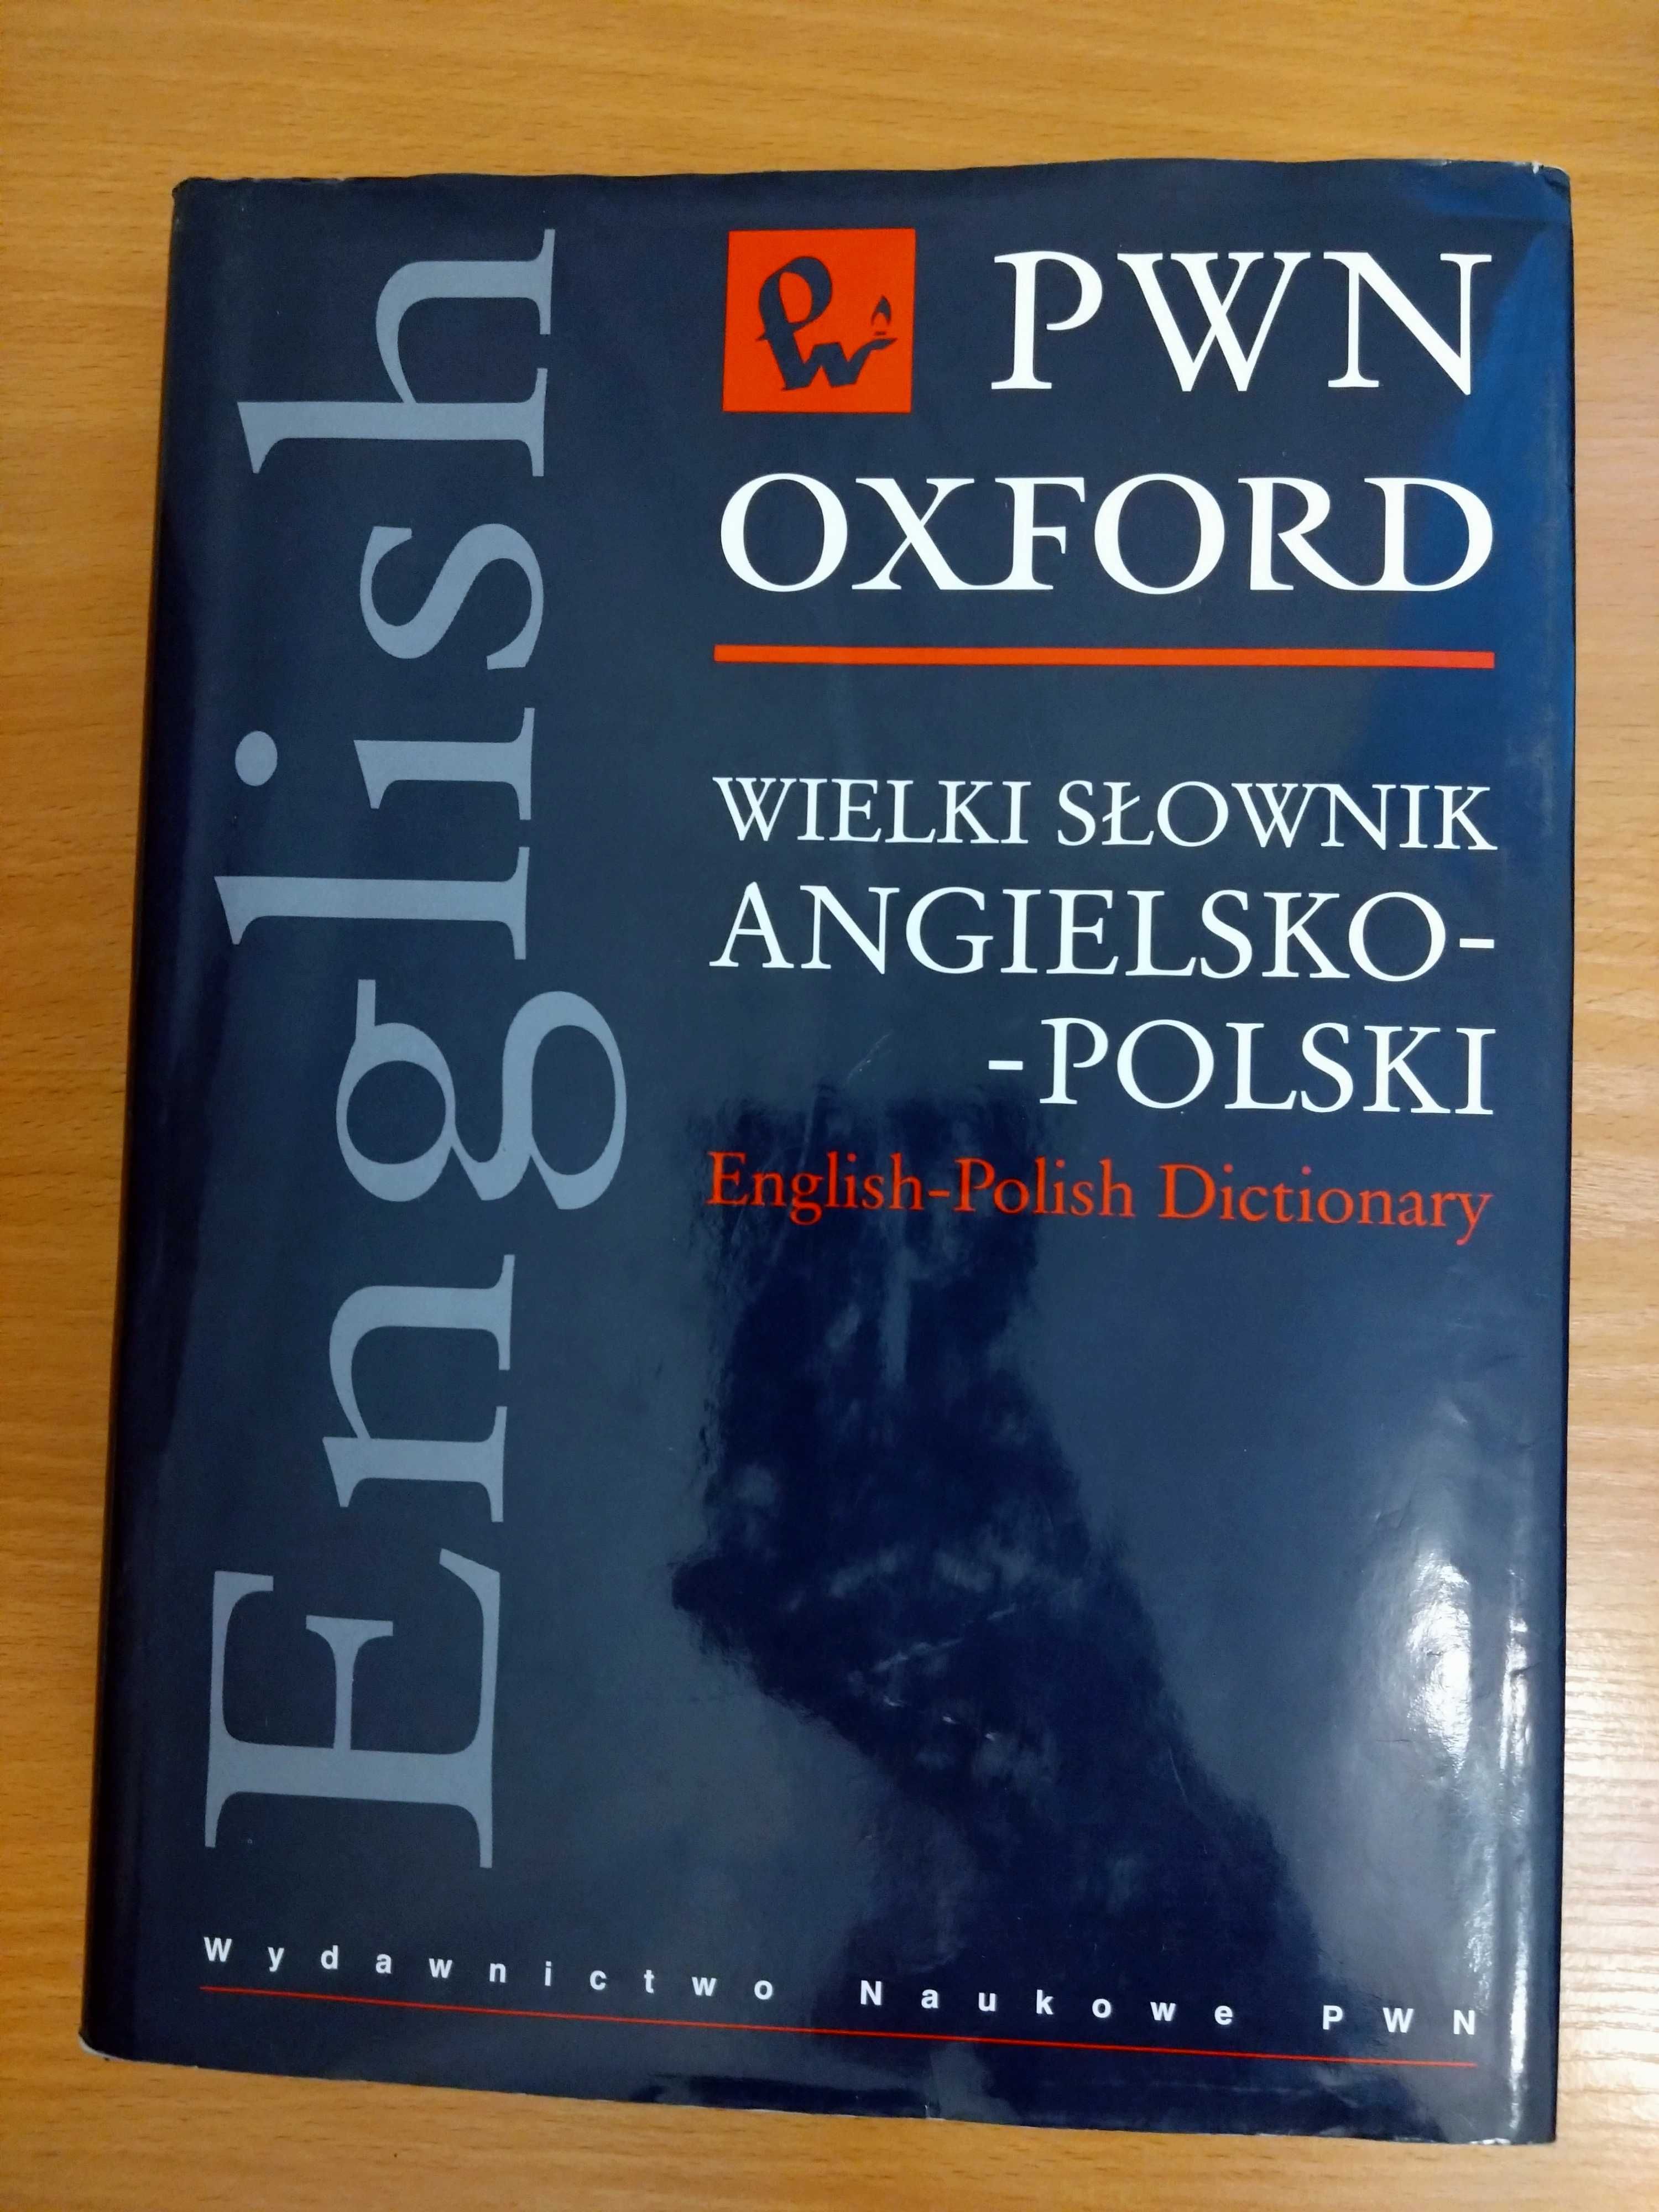 English
PWN
OXFORD
WIELKI SŁOWNIK
ANGIELSKO-
-POLSKI
English-Polish Dictionary
Wydawnictwo Naukowe PWN